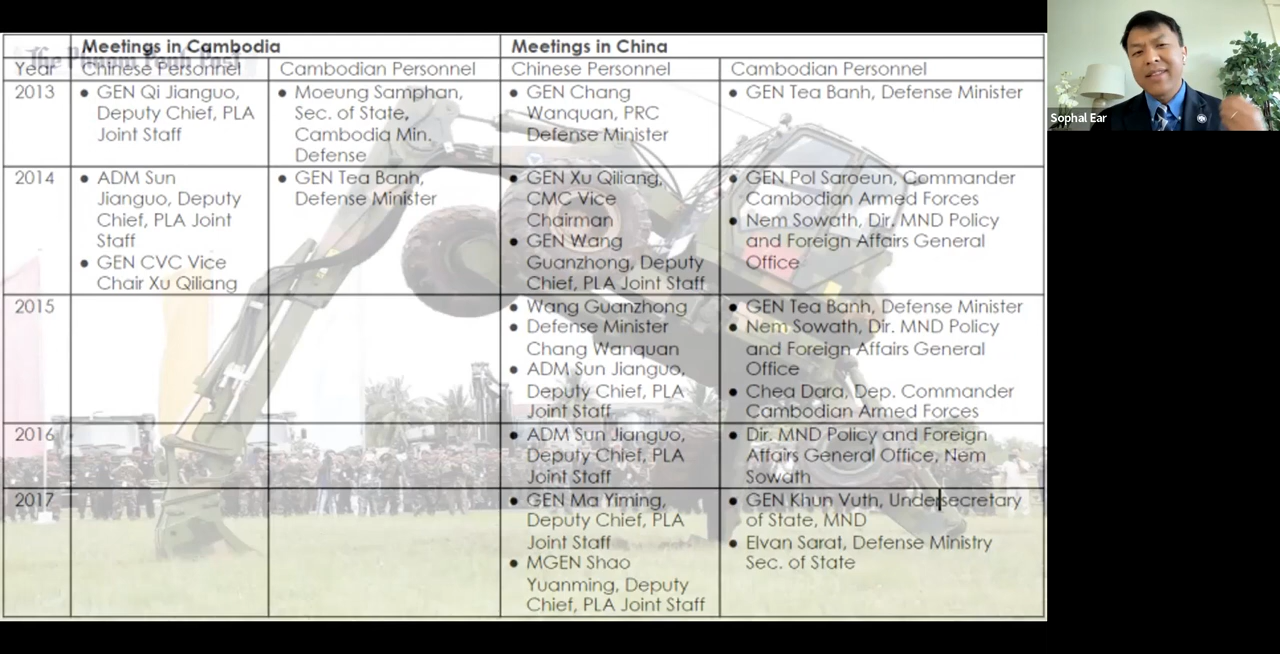 The Phnom Penh Post
Meetings in Cambodia
Meetings in China
Year
Chinese Personnel
Cambodian Personnel
Chinese Personnel
Cambodian Personnel
2013
● GEN Qi Jianguo,
Deputy Chief, PLA
Joint Staff
● Moeung Samphan,
Sec. of State,
Cambodia Min.
Defense
● GEN Chang
Wanquan, PRC
Defense Minister
● GEN Tea Banh, Defense Minister
2014
● ADM Sun
Jianguo, Deputy
Chief, PLA Joint
Staff
● GEN CVC Vice
Chair Xu Qiliang
● GEN Tea Banh,
Defense Minister
● GEN Xu Qiliang,
CMC Vice
Chairman
● GEN Wang
Guanzhong, Deputy
Chief, PLA Joint Staff
● GEN Pol Saroeun, Commander
Cambodian Armed Forces
● Nem Sowath, Dir. MND Policy
and Foreign Affairs General
Office
2015
● Wang Guanzhong
● Defense Minister
Chang Wanquan
● ADM Sun Jianguo,
Deputy Chief, PLA
Joint Staff
● GEN Tea Banh, Defense Minister
● Nem Sowath, Dir. MND Policy
and Foreign Affairs General
Office
● Chea Dara, Dep. Commander
Cambodian Armed Forces
2016
● ADM Sun Jianguo,
Deputy Chief, PLA
Joint Staff
● Dir. MND Policy and Foreign
Affairs General Office, Nem
Sowath
2017
● GEN Ma Yiming,
Deputy Chief, PLA
Joint Staff
● MGEN Shao
Yuanming, Deputy
Chief, PLA Joint Staff
● GEN Khun Vuth, Undersecretary
of State, MND
● Elvan Sarat, Defense Ministry
Sec. of State
Sophal Ear